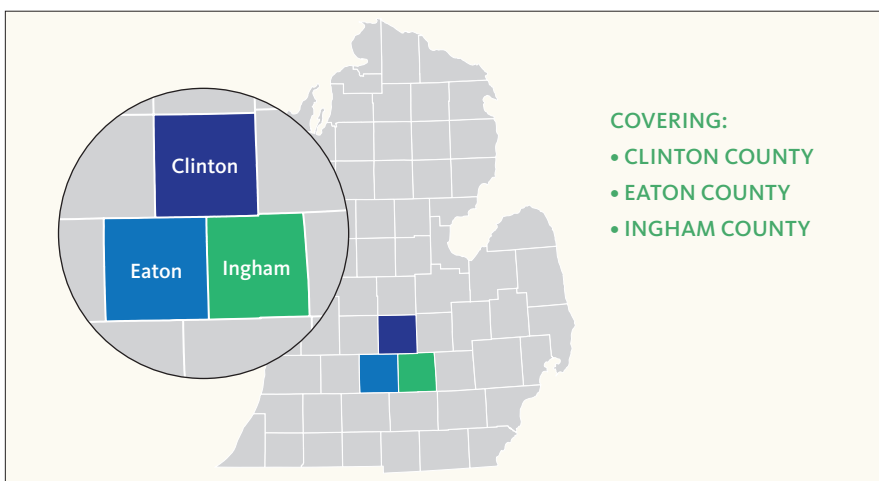 Clinton
Eaton
Ingham
COVERING:
• CLINTON COUNTY
• EATON COUNTY
• INGHAM COUNTY